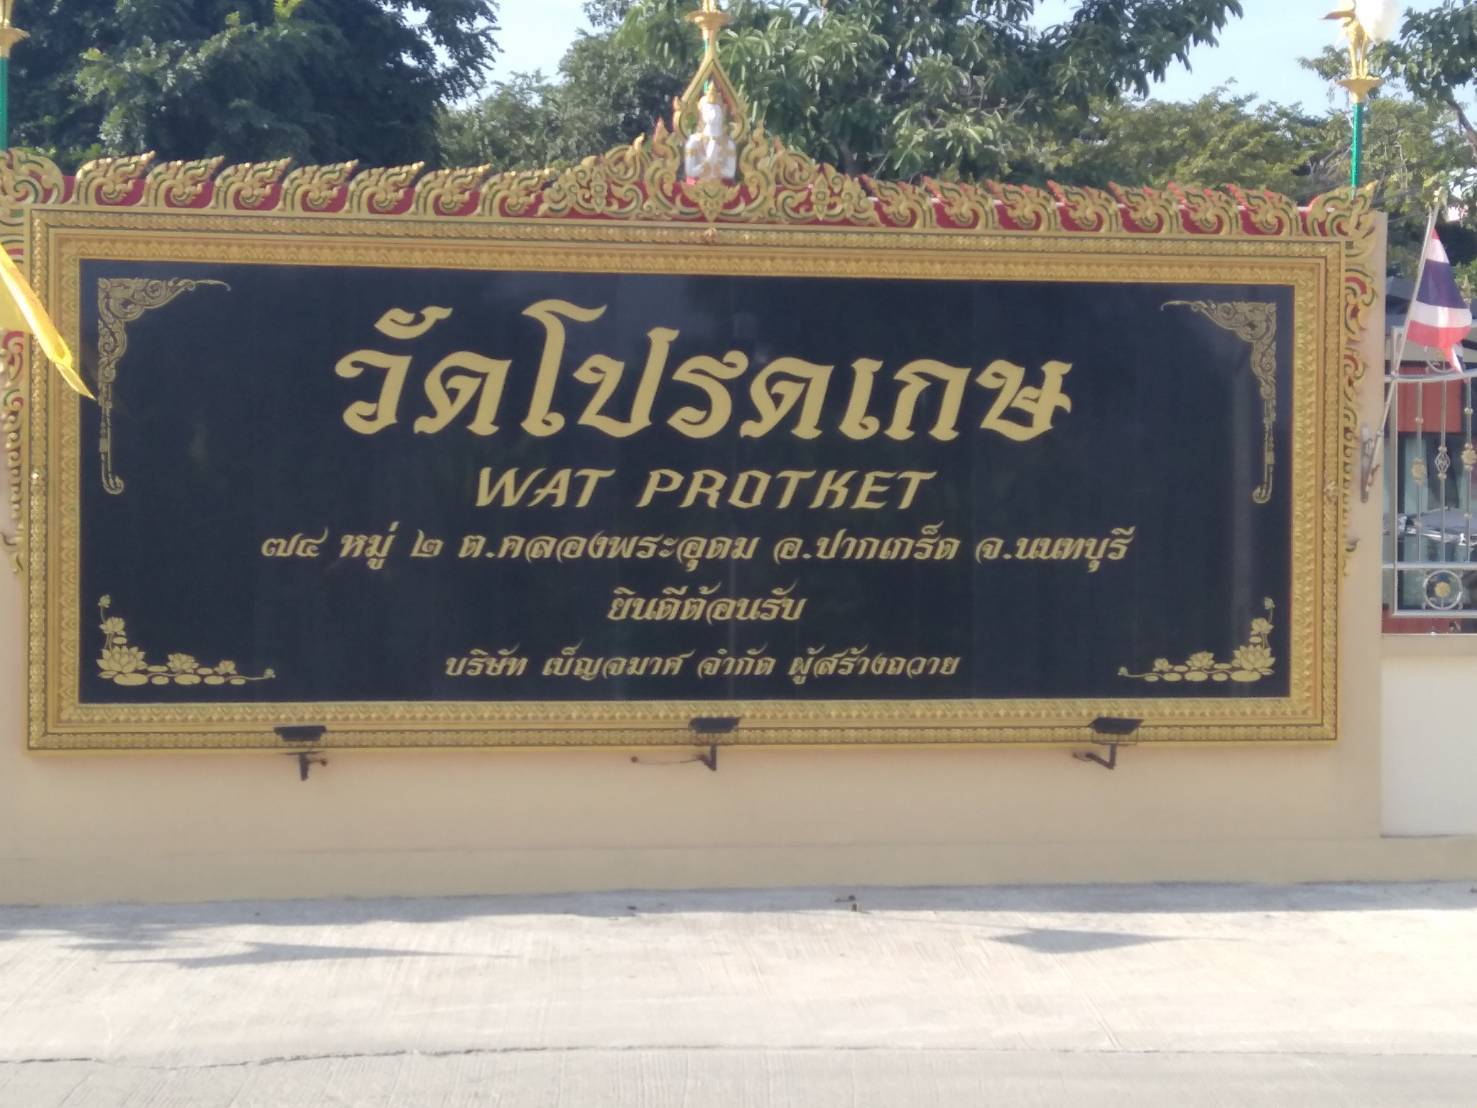 วัดโปรดเกษ
WAT PROTKET
๗๔ หมู่ ๒ ต.คลองพระอุดม อ.ปากเกร็ด จ.นนทบุรี
ยินดีต้อนรับ
บริษัท เบ็ญจมาศ จำกัด ผู้สร้างถวาย